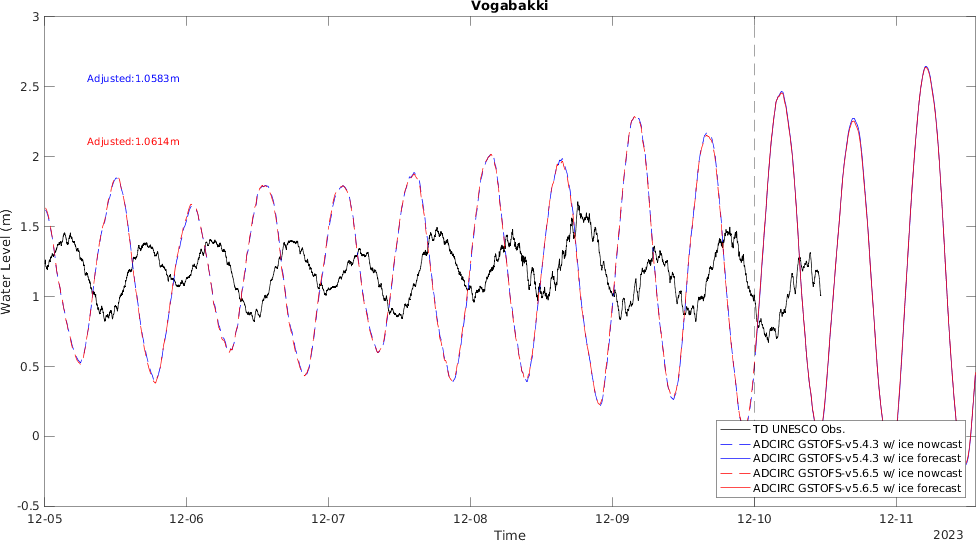 Vogabakki
3
2.5
2
1.5
1
0.5
0
-0.5
Water Level (m)
Adjusted:1.0583m
Adjusted:1.0614m
TD UNESCO Obs.
ADCIRC GSTOFS-v5.4.3 w/ ice nowcast
ADCIRC GSTOFS-v5.4.3 w/ ice forecast
ADCIRC GSTOFS-v5.6.5 w/ ice nowcast
ADCIRC GSTOFS-v5.6.5 w/ ice forecast
12-05 12-06 12-07 12-08 12-09 12-10 12-11
Time
2023